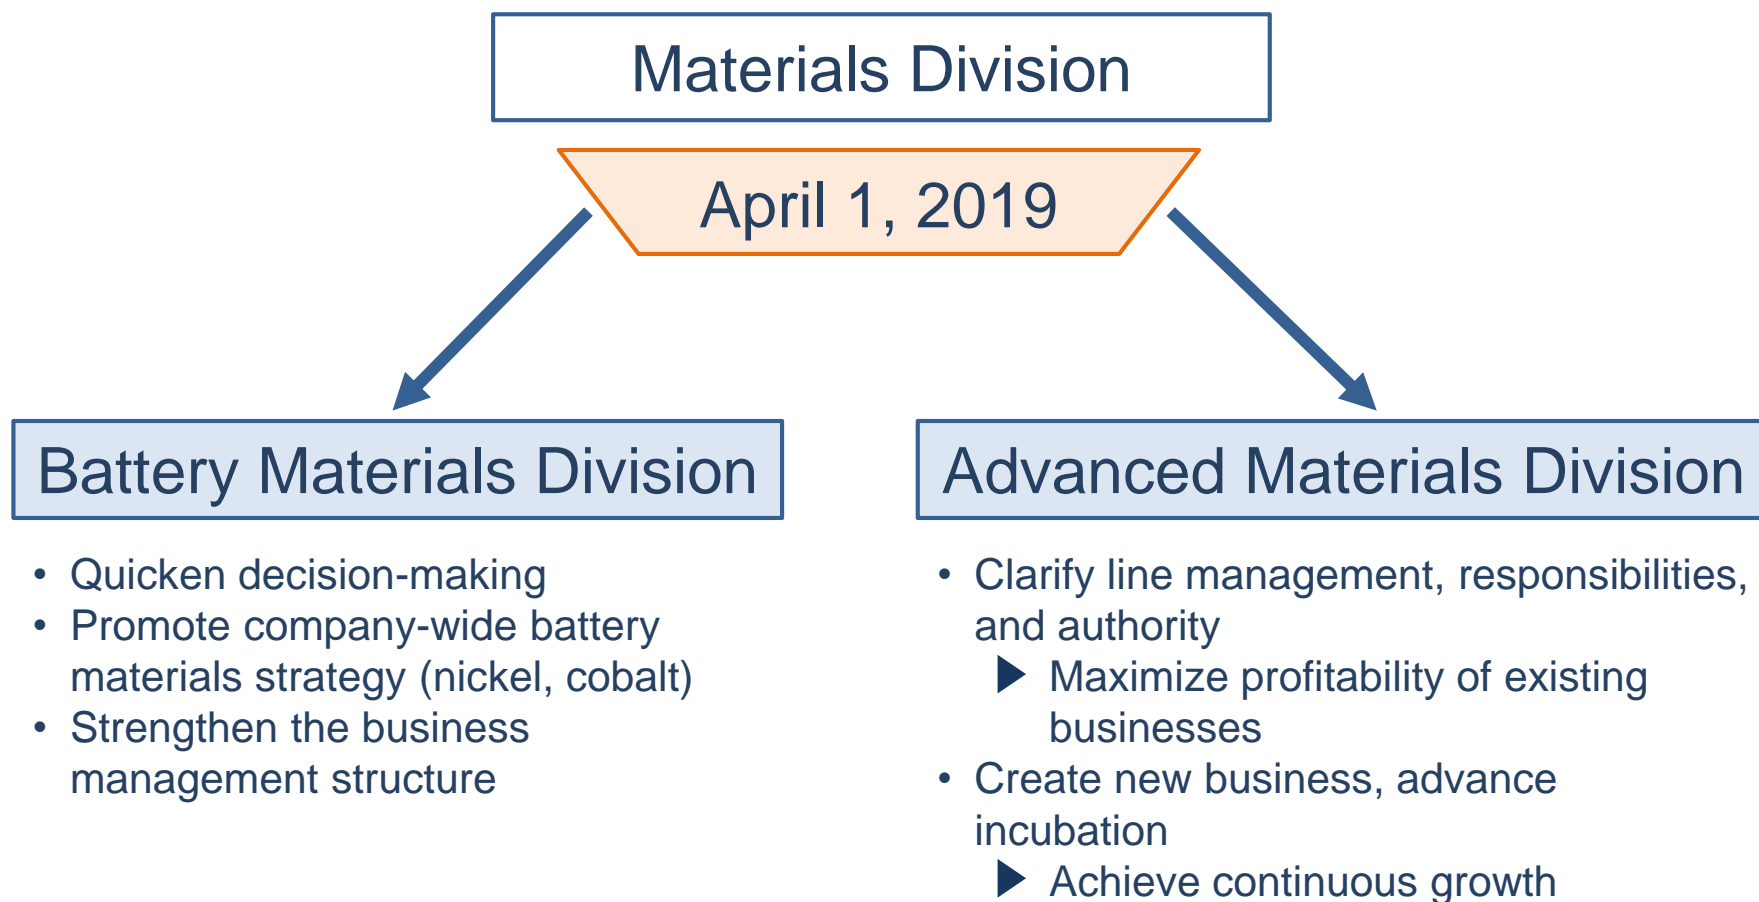 Materials Division
April 1, 2019
Battery Materials Division
• Quicken decision-making
• Promote company-wide battery
materials strategy (nickel, cobalt)
• Strengthen the business
management structure
Advanced Materials Division
• Clarify line management, responsibilities,
and authority
▶ Maximize profitability of existing
businesses
• Create new business, advance
incubation
▶ Achieve continuous growth